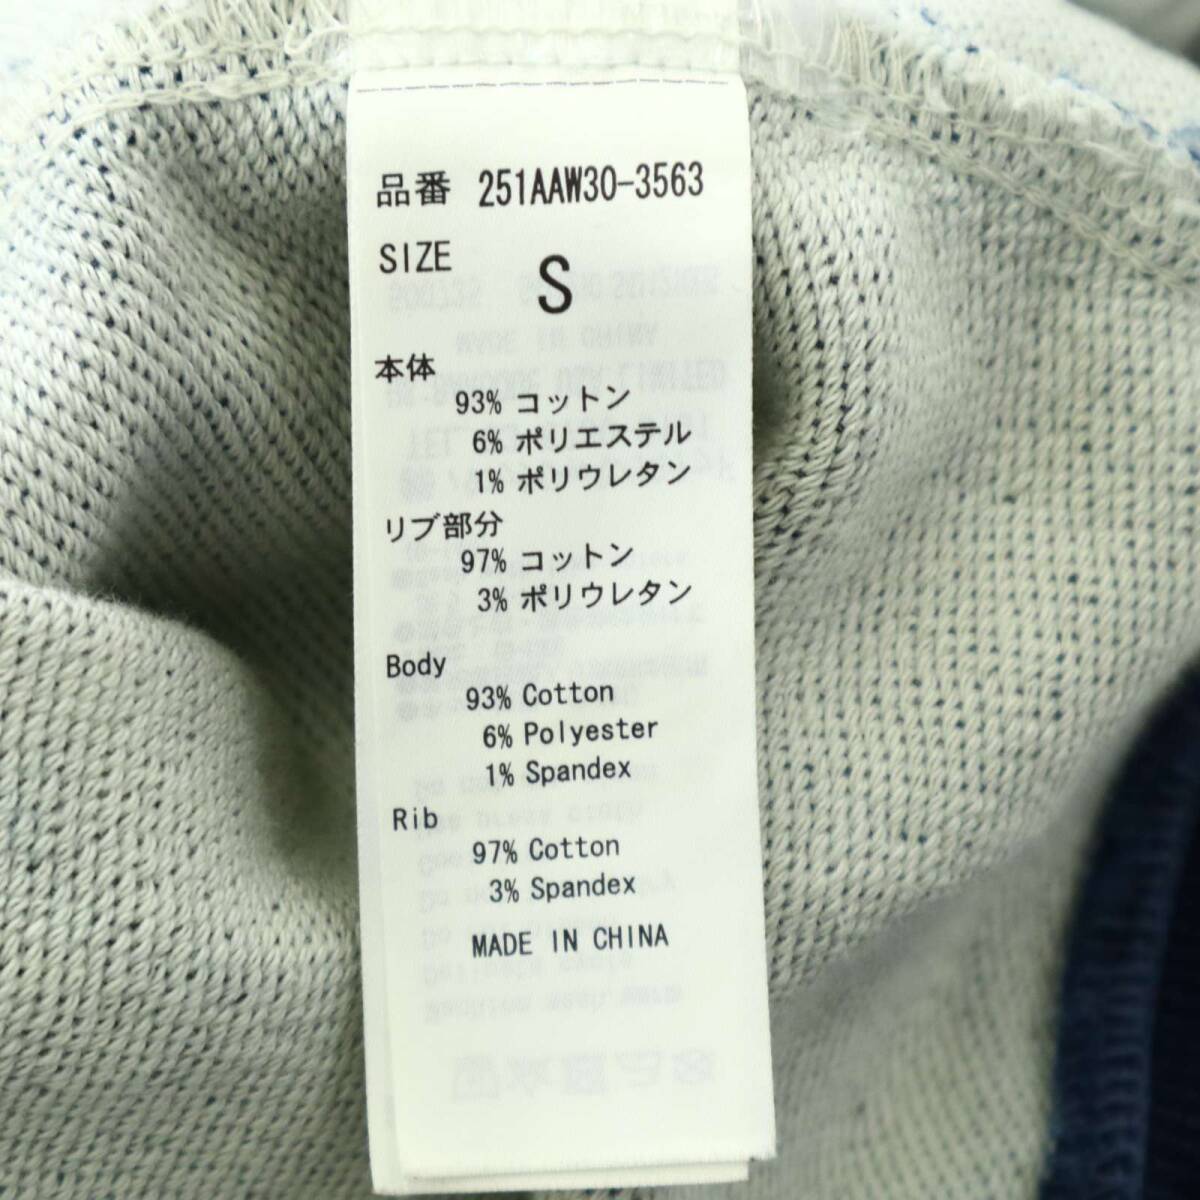 品番 251AAW30-3563
SIZE S
本体
93% コットン
6% ポリエステル
1% ポリウレタン
リブ部分
97% コットン
3% ポリウレタン
Body
93% Cotton
6% Polyester
1% Spandex
Rib
97% Cotton
3% Spandex
MADE IN CHINA